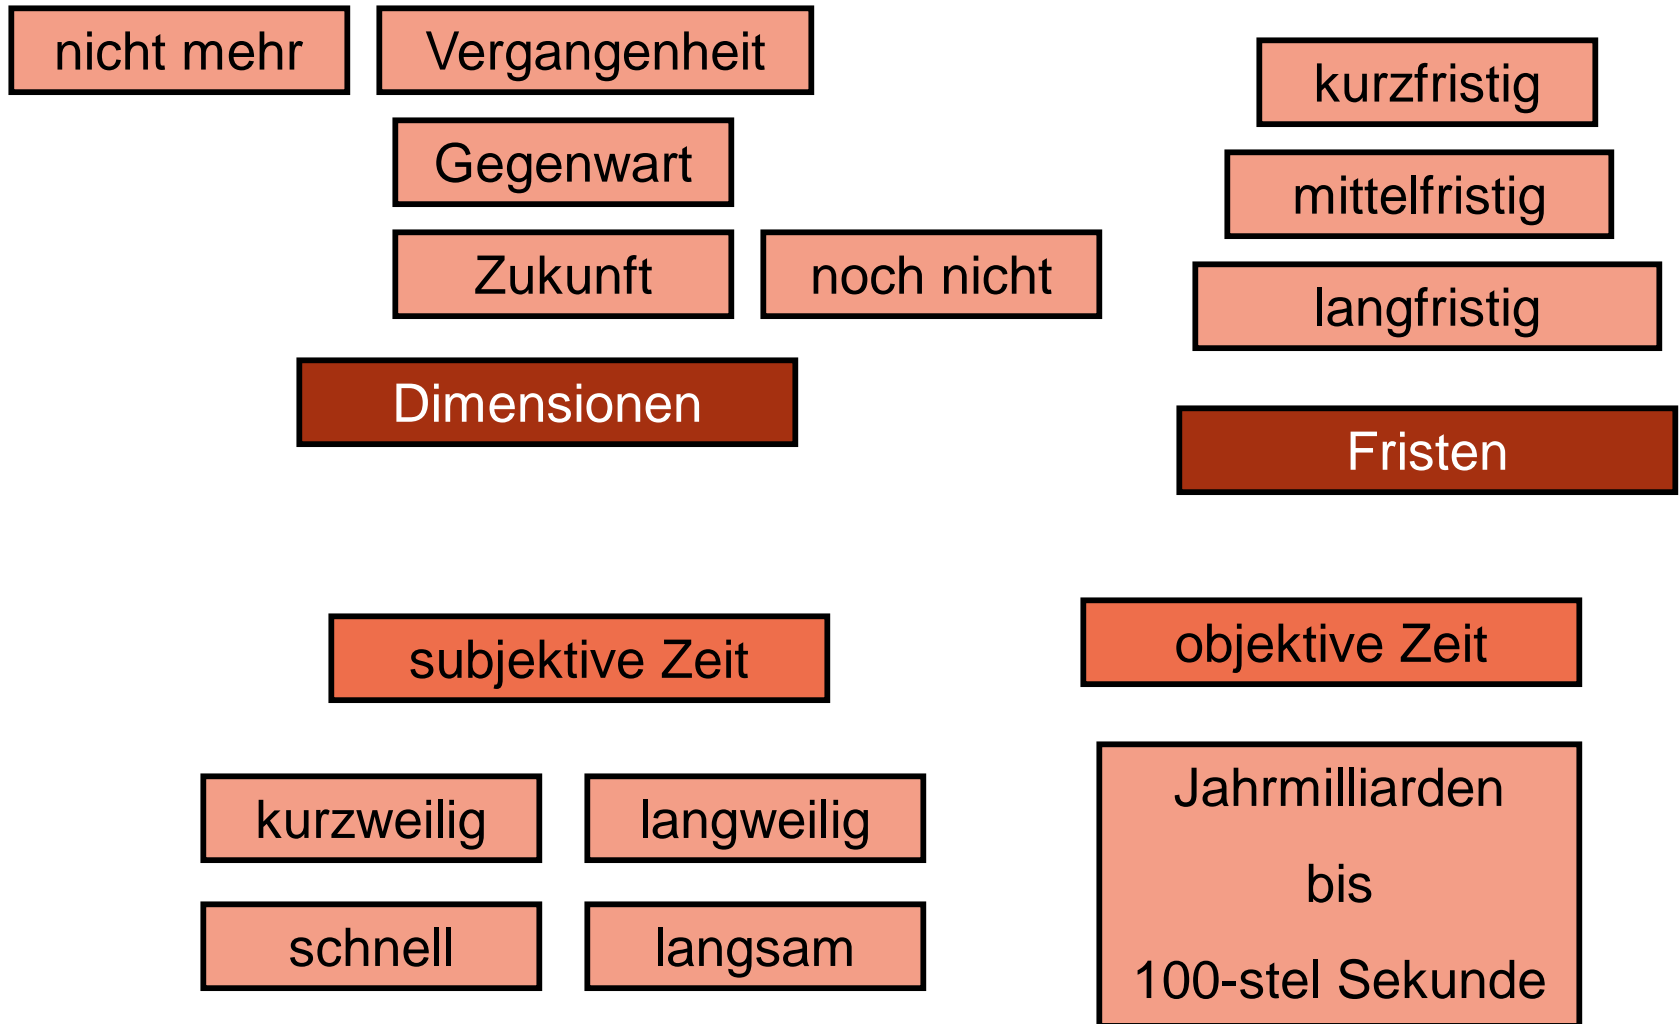 nicht mehr
Vergangenheit
Gegenwart
Zukunft
noch nicht
Dimensionen
kurzfristig
mittelfristig
langfristig
Fristen
subjektive Zeit
kurzweilig
langweilig
schnell
langsam
objektive Zeit
Jahrmilliarden
bis
100-stel Sekunde